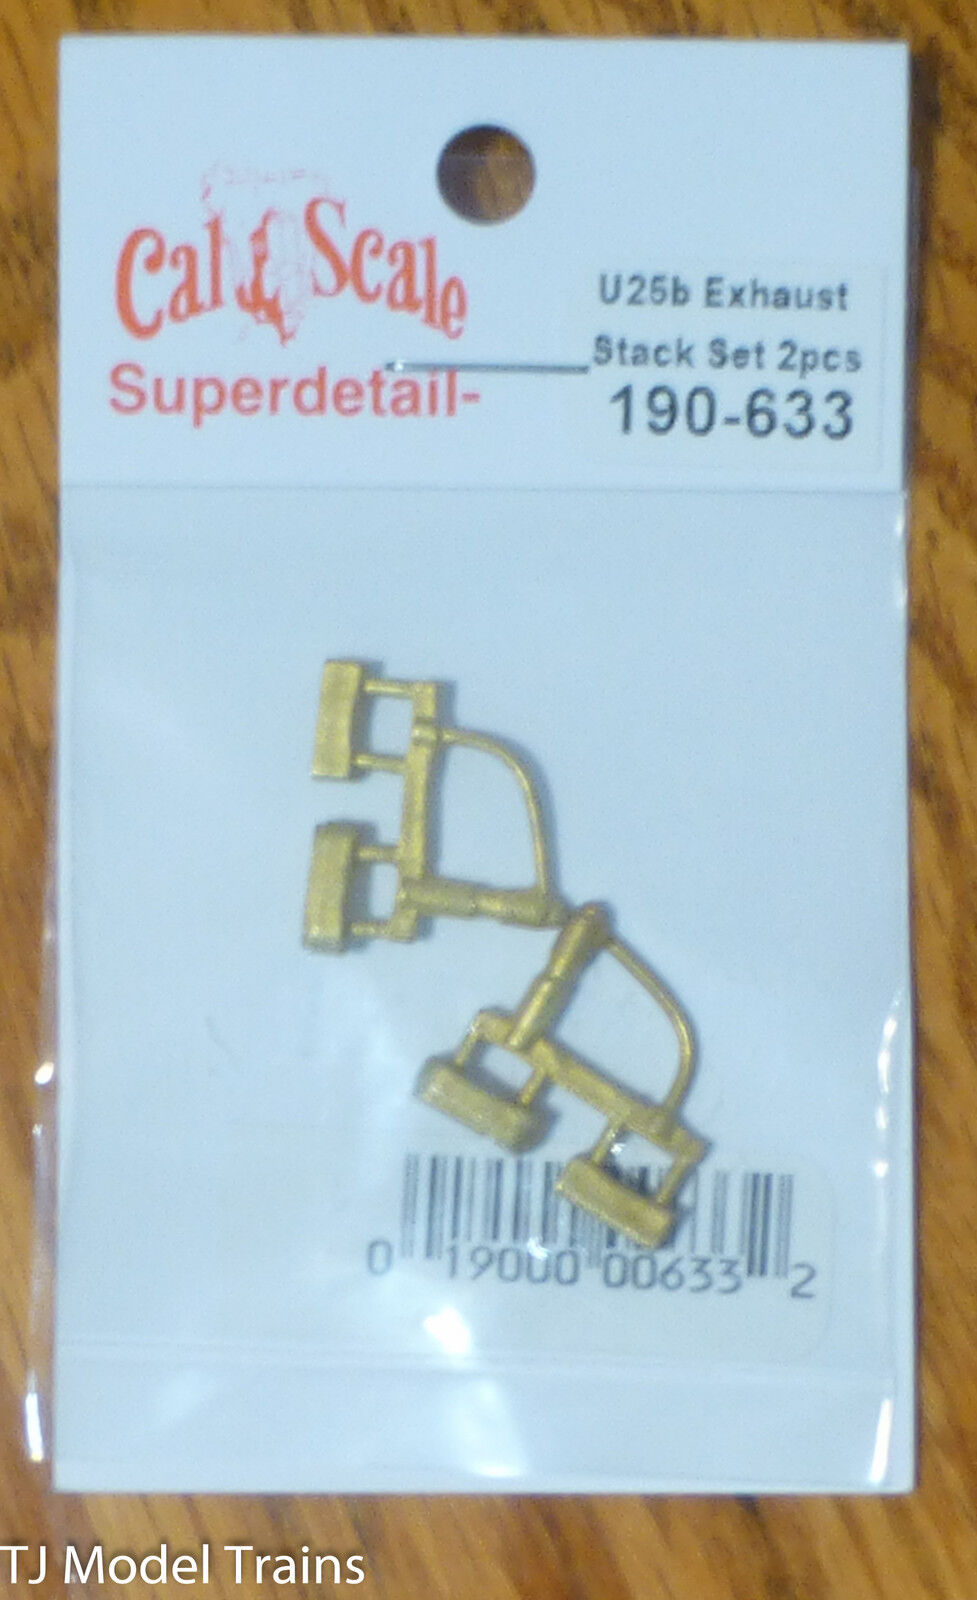 Cal Scale
Superdetail-
U25b Exhaust
Stack Set 2pcs
190-633
0 19000 00633 2
TJ Model Trains